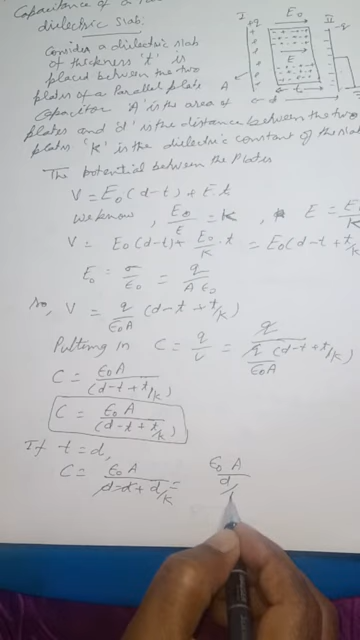 Capacitance of a
dielectric slab:
Consider a dielectric slab
of thickness 't' is
placed between the two
plates of a Parallel plate
Capacitor 'A' is the area of
plates and 'd' is the distance between the two
plates. 'K' is the dielectric constant of the slab
I +q E₀ II -q
E
A
t
d
The potential between the Plates
V = E₀(d-t) + E.t
We know, E₀/E = K, E = E₀/K
V = E₀(d-t) + E₀/K · t = E₀(d-t + t/K)
E₀ = σ/ε₀ = q/Aε₀
So, V = q/ε₀A (d-t + t/K)
Putting in C = q/V = q/(q/ε₀A (d-t + t/K))
C = ε₀A/(d-t + t/K)
C = ε₀A/(d-t + t/K)
If t = d,
C = ε₀A/(d-d + d/K) = ε₀A/(d/